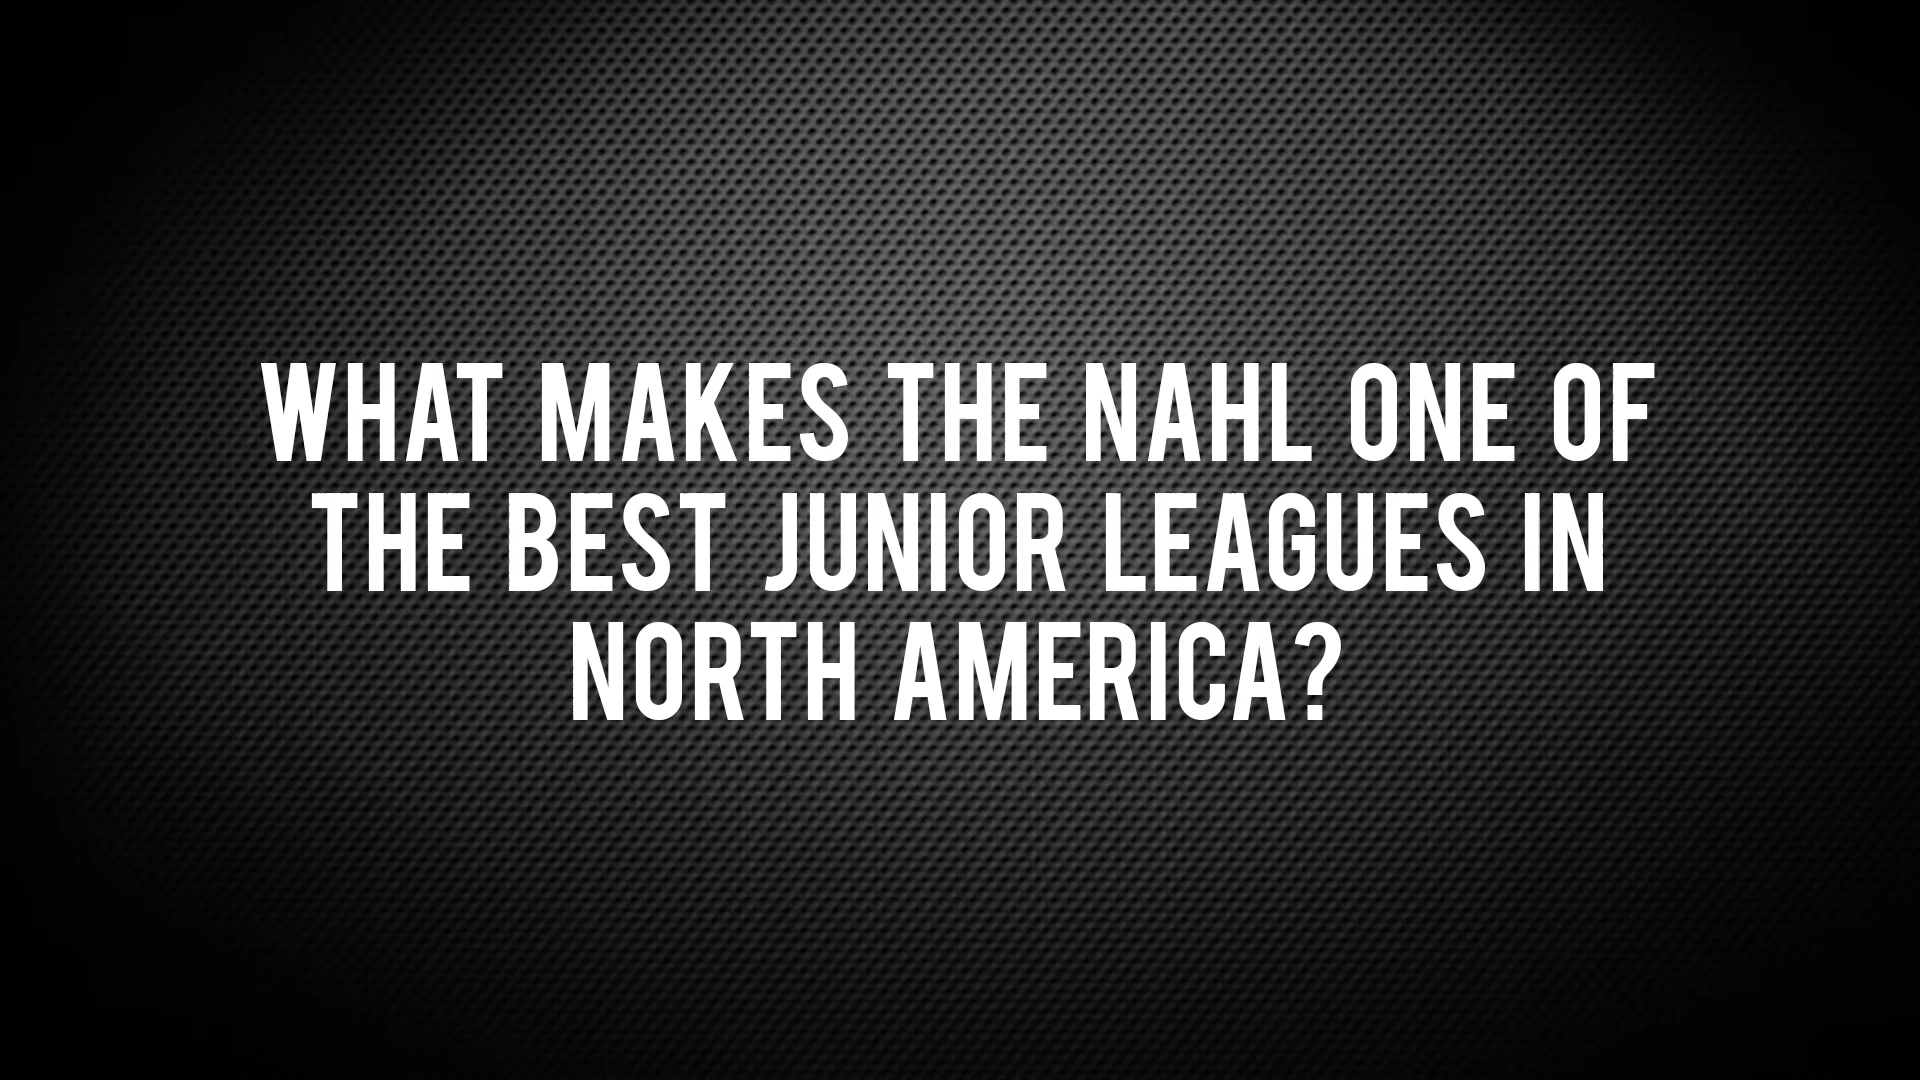 WHAT MAKES THE NAHL ONE OF
THE BEST JUNIOR LEAGUES IN
NORTH AMERICA?